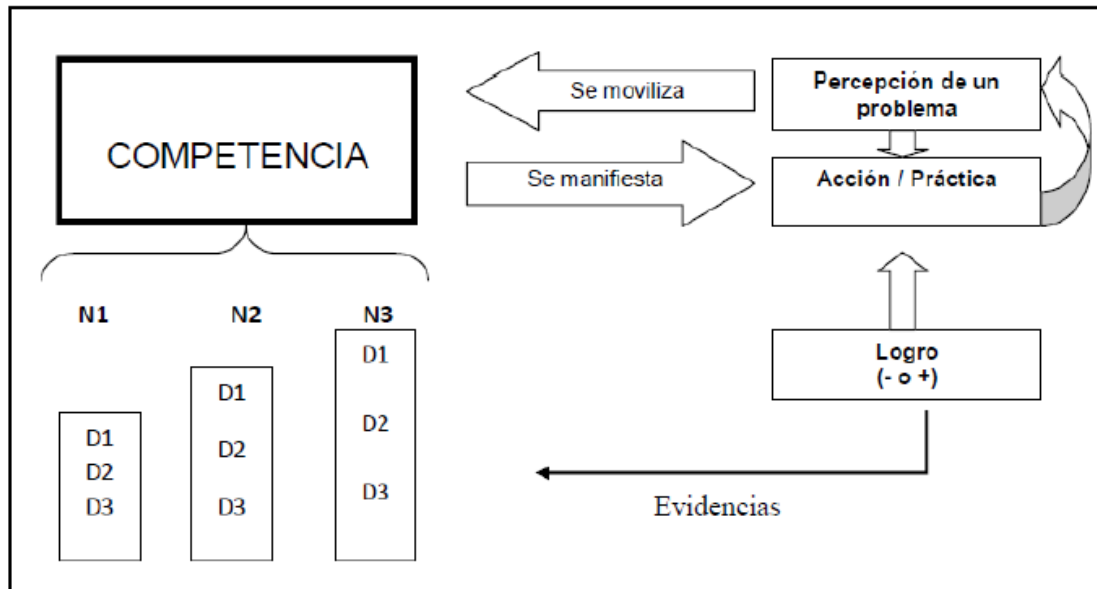 COMPETENCIA
Se moviliza
Se manifiesta
Percepción de un
problema
Acción / Práctica
N1
N2
N3
D1
D2
D3
D1
D2
D3
D1
D2
D3
Logro
(- o +)
Evidencias